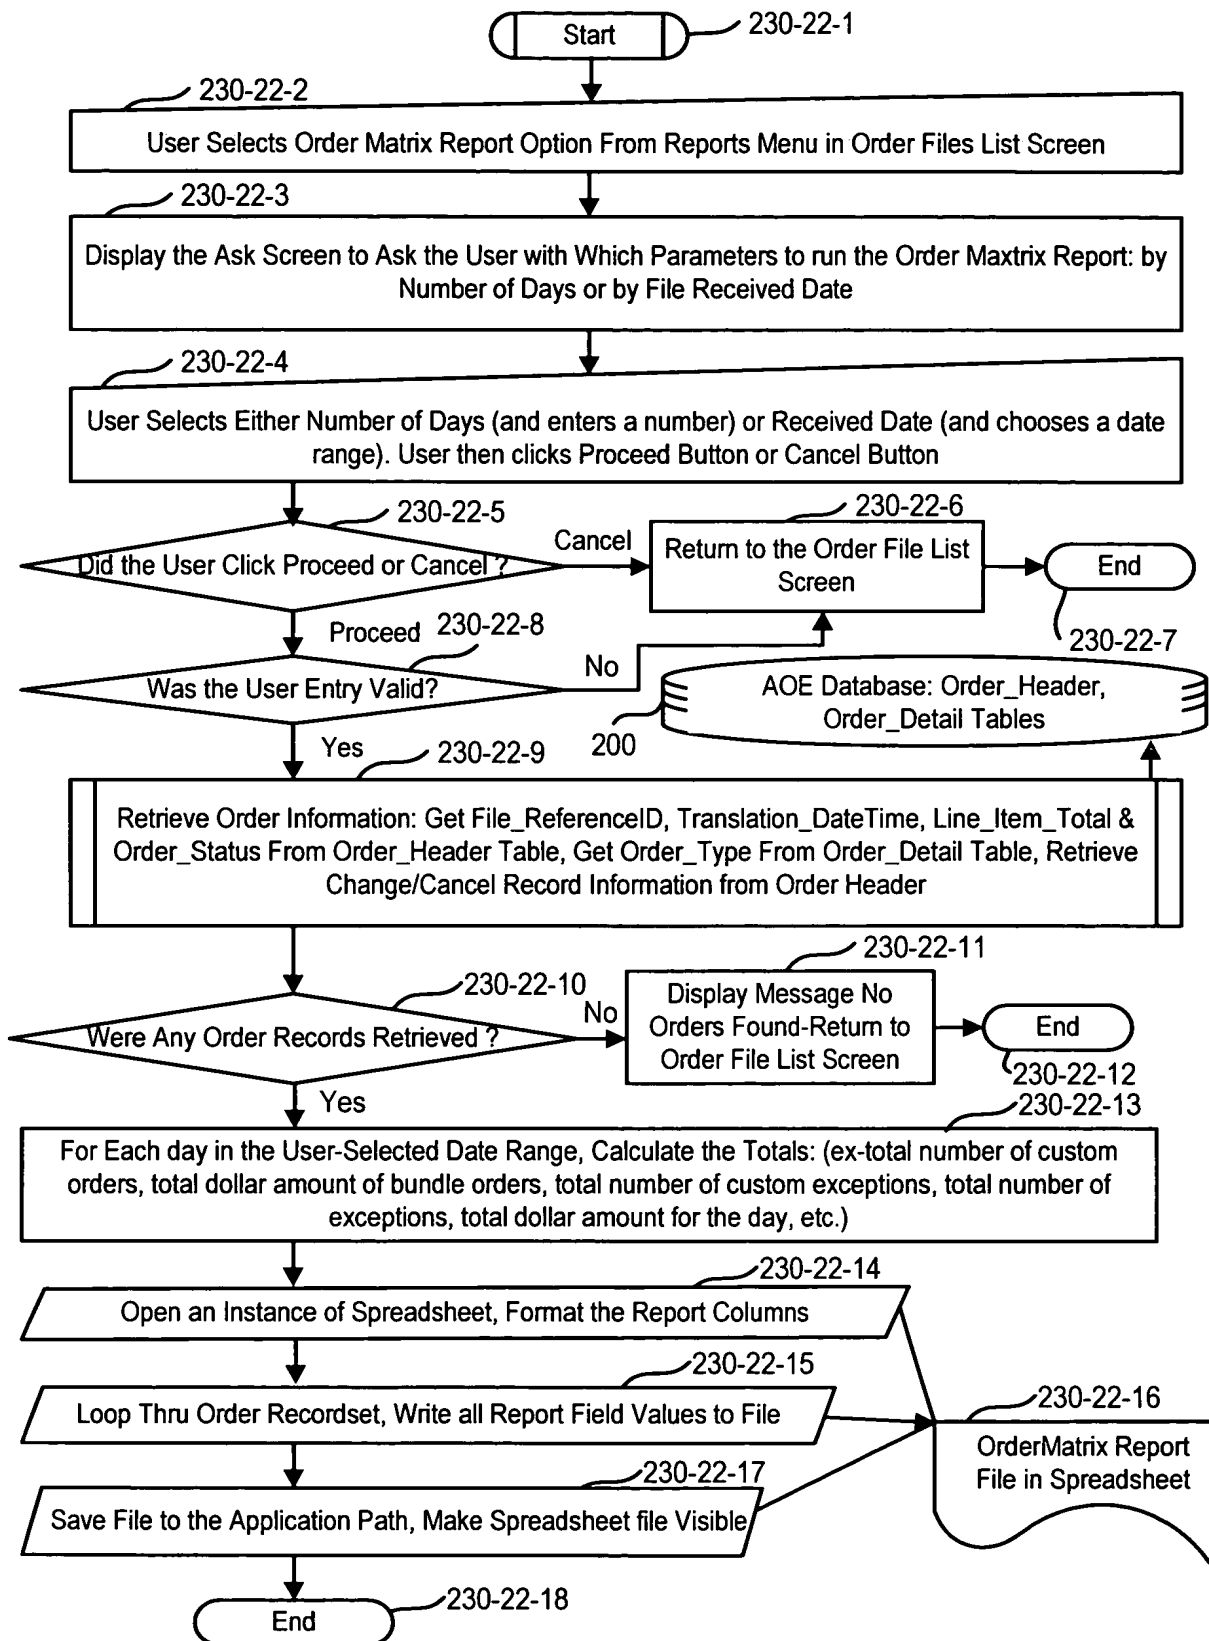 Start
230-22-1
230-22-2
User Selects Order Matrix Report Option From Reports Menu in Order Files List Screen
230-22-3
Display the Ask Screen to Ask the User with Which Parameters to run the Order Maxtrix Report: by
Number of Days or by File Received Date
230-22-4
User Selects Either Number of Days (and enters a number) or Received Date (and chooses a date
range). User then clicks Proceed Button or Cancel Button
230-22-5
Did the User Click Proceed or Cancel ?
Cancel
230-22-6
Return to the Order File List
Screen
End
230-22-7
Proceed
230-22-8
Was the User Entry Valid?
No
AOE Database: Order_Header,
Order_Detail Tables
200
Yes
230-22-9
Retrieve Order Information: Get File_ReferenceID, Translation_DateTime, Line_Item_Total &
Order_Status From Order_Header Table, Get Order_Type From Order_Detail Table, Retrieve
Change/Cancel Record Information from Order Header
230-22-10
Were Any Order Records Retrieved ?
No
230-22-11
Display Message No
Orders Found-Return to
Order File List Screen
End
230-22-12
Yes
230-22-13
For Each day in the User-Selected Date Range, Calculate the Totals: (ex-total number of custom
orders, total dollar amount of bundle orders, total number of custom exceptions, total number of
exceptions, total dollar amount for the day, etc.)
230-22-14
Open an Instance of Spreadsheet, Format the Report Columns
230-22-15
Loop Thru Order Recordset, Write all Report Field Values to File
230-22-16
OrderMatrix Report
File in Spreadsheet
230-22-17
Save File to the Application Path, Make Spreadsheet file Visible
End
230-22-18